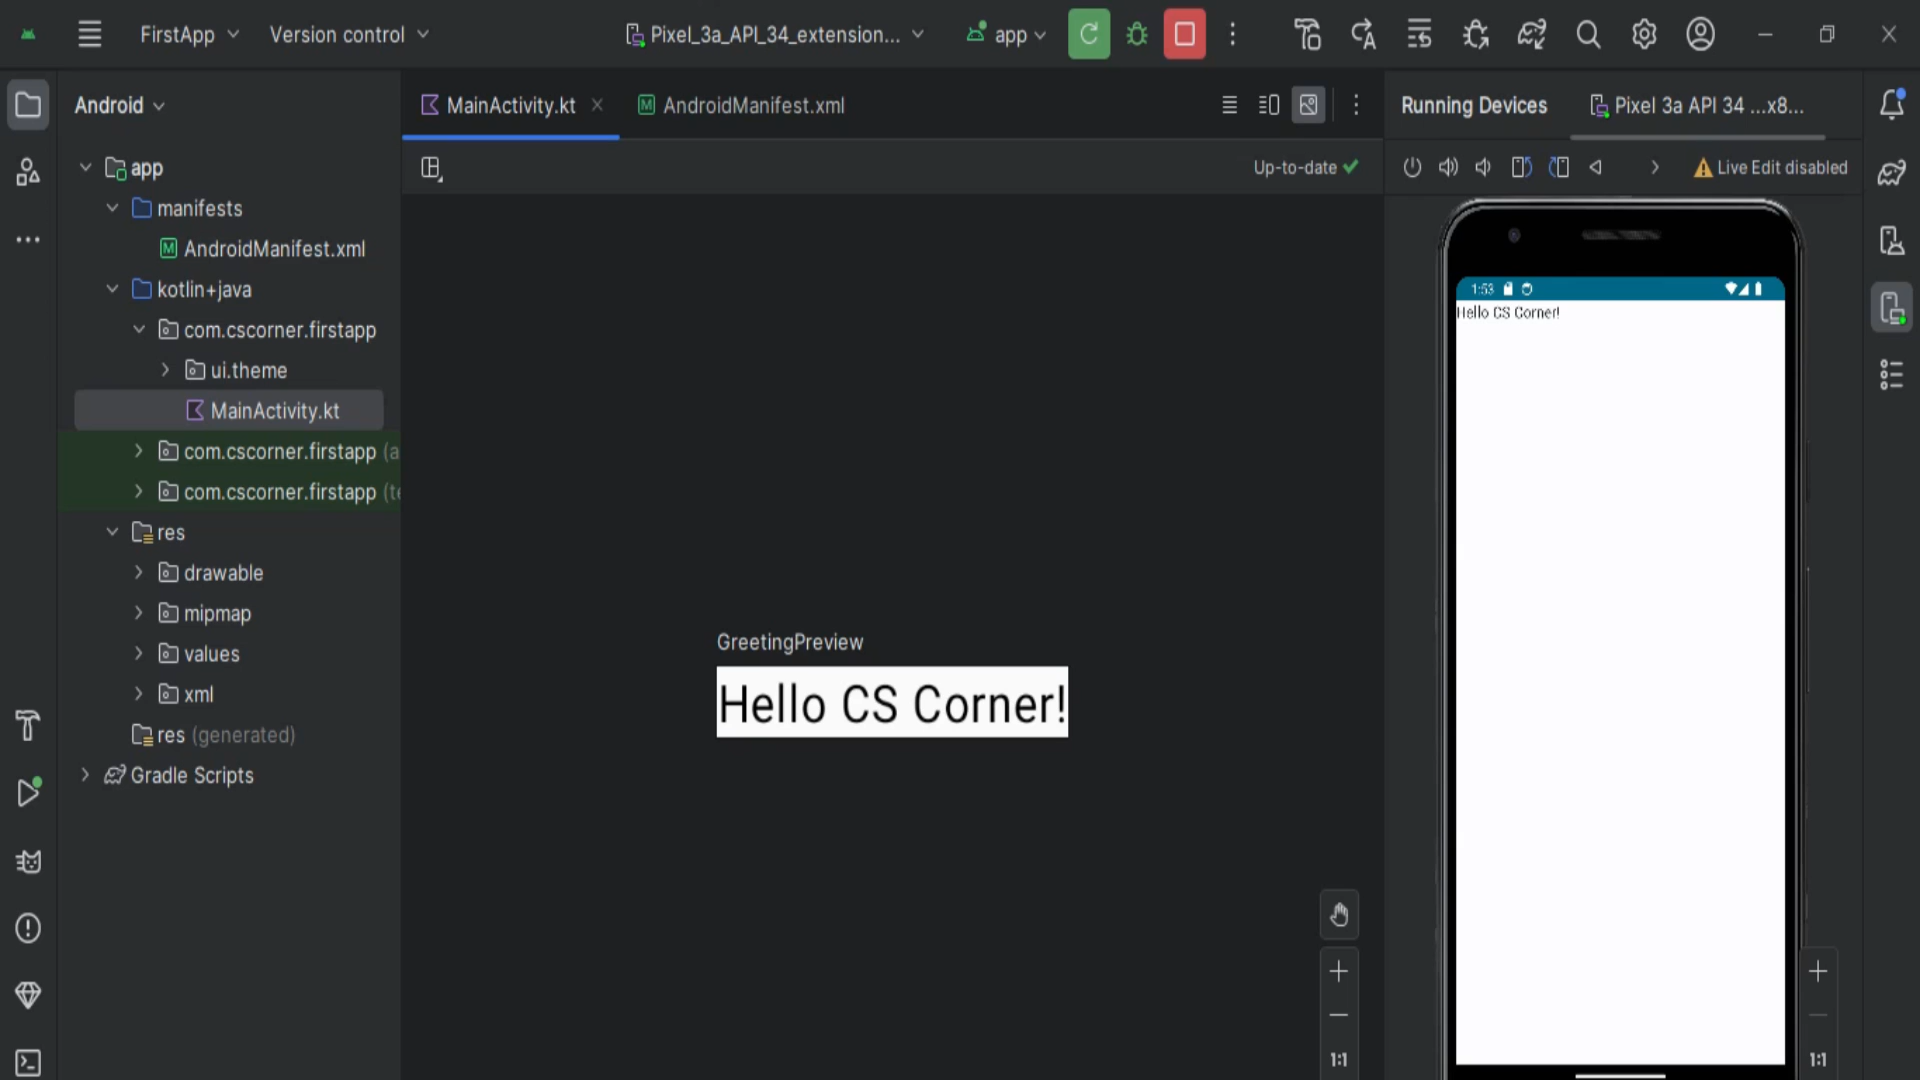 FirstApp
Version control
Pixel_3a_API_34_extension...
app
Android
MainActivity.kt
AndroidManifest.xml
Running Devices
Pixel 3a API 34 ...x8...
Up-to-date
Live Edit disabled
app
manifests
AndroidManifest.xml
kotlin+java
com.cscorner.firstapp
ui.theme
MainActivity.kt
com.cscorner.firstapp (a
com.cscorner.firstapp (te
res
drawable
mipmap
values
xml
res (generated)
Gradle Scripts
GreetingPreview
Hello CS Corner!
1:1
1:53
Hello CS Corner!
1:1